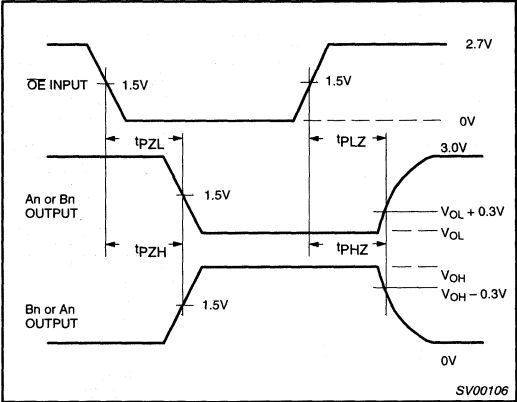 2.7V
OE INPUT
1.5V
1.5V
0V
tPZL
tPLZ
3.0V
An or Bn
OUTPUT
1.5V
VOL + 0.3V
VOL
tPZH
tPHZ
VOH
VOH – 0.3V
Bn or An
OUTPUT
1.5V
0V
SV00106